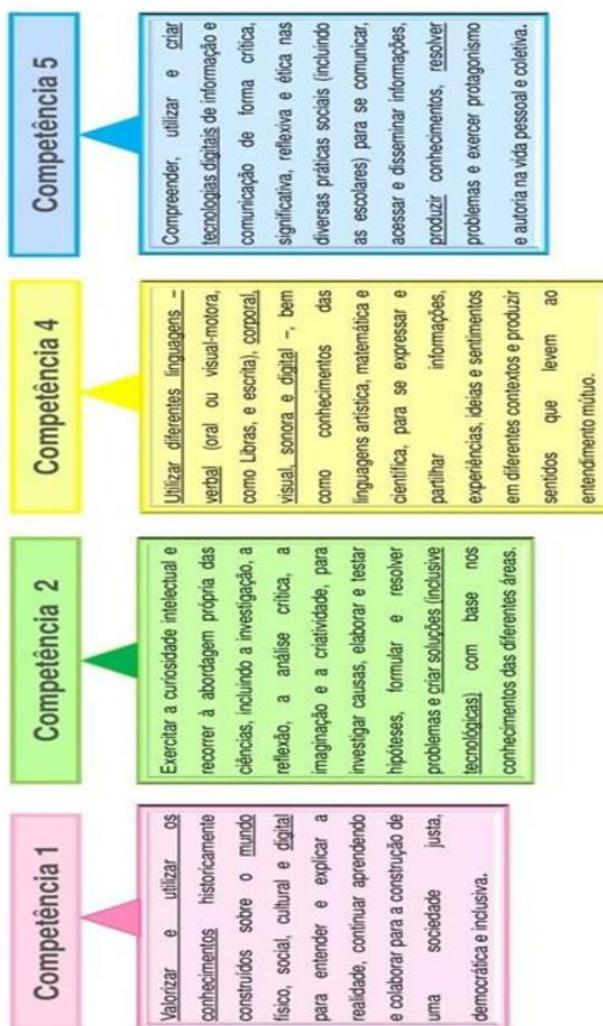 Competência 1
Valorizar e utilizar os
conhecimentos historicamente
construídos sobre o mundo
físico, social, cultural e digital
para entender e explicar a
realidade, continuar aprendendo
e colaborar para a construção de
uma sociedade justa,
democrática e inclusiva.
Competência 2
Exercitar a curiosidade intelectual e
recorrer à abordagem própria das
ciências, incluindo a investigação, a
reflexão, a análise crítica, a
imaginação e a criatividade, para
investigar causas, elaborar e testar
hipóteses, formular e resolver
problemas e criar soluções (inclusive
tecnológicas) com base nos
conhecimentos das diferentes áreas.
Competência 4
Utilizar diferentes linguagens –
verbal (oral ou visual-motora,
como Libras, e escrita), corporal,
visual, sonora e digital –, bem
como conhecimentos das
linguagens artística, matemática e
científica, para se expressar e
partilhar informações,
experiências, ideias e sentimentos
em diferentes contextos e produzir
sentidos que levem ao
entendimento mútuo.
Competência 5
Compreender, utilizar e criar
tecnologias digitais de informação e
comunicação de forma crítica,
significativa, reflexiva e ética nas
diversas práticas sociais (incluindo
as escolares) para se comunicar,
acessar e disseminar informações,
produzir conhecimentos, resolver
problemas e exercer protagonismo
e autoria na vida pessoal e coletiva.